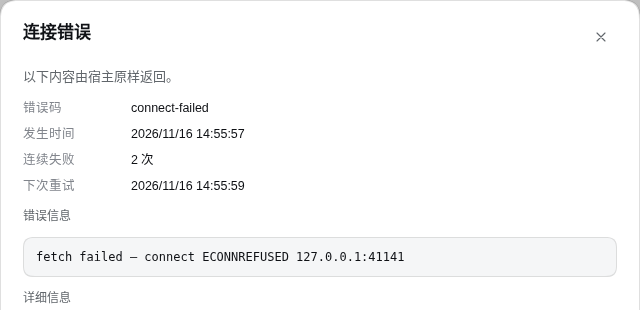 连接错误
以下内容由宿主原样返回。
错误码 connect-failed
发生时间 2026/11/16 14:55:57
连续失败 2 次
下次重试 2026/11/16 14:55:59
错误信息
fetch failed — connect ECONNREFUSED 127.0.0.1:41141
详细信息